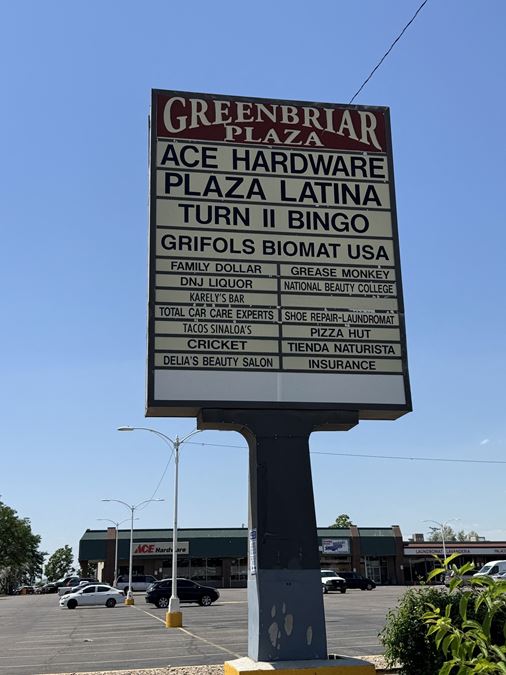 GREENBRIAR
PLAZA
ACE HARDWARE
PLAZA LATINA
TURN II BINGO
GRIFOLS BIOMAT USA
FAMILY DOLLAR
GREASE MONKEY
DNJ LIQUOR
NATIONAL BEAUTY COLLEGE
KARELY'S BAR
TOTAL CAR CARE EXPERTS
SHOE REPAIR-LAUNDROMAT
TACOS SINALOA'S
PIZZA HUT
CRICKET
TIENDA NATURISTA
DELIA'S BEAUTY SALON
INSURANCE
ACE Hardware
LAUNDROMAT LAVANDERIA